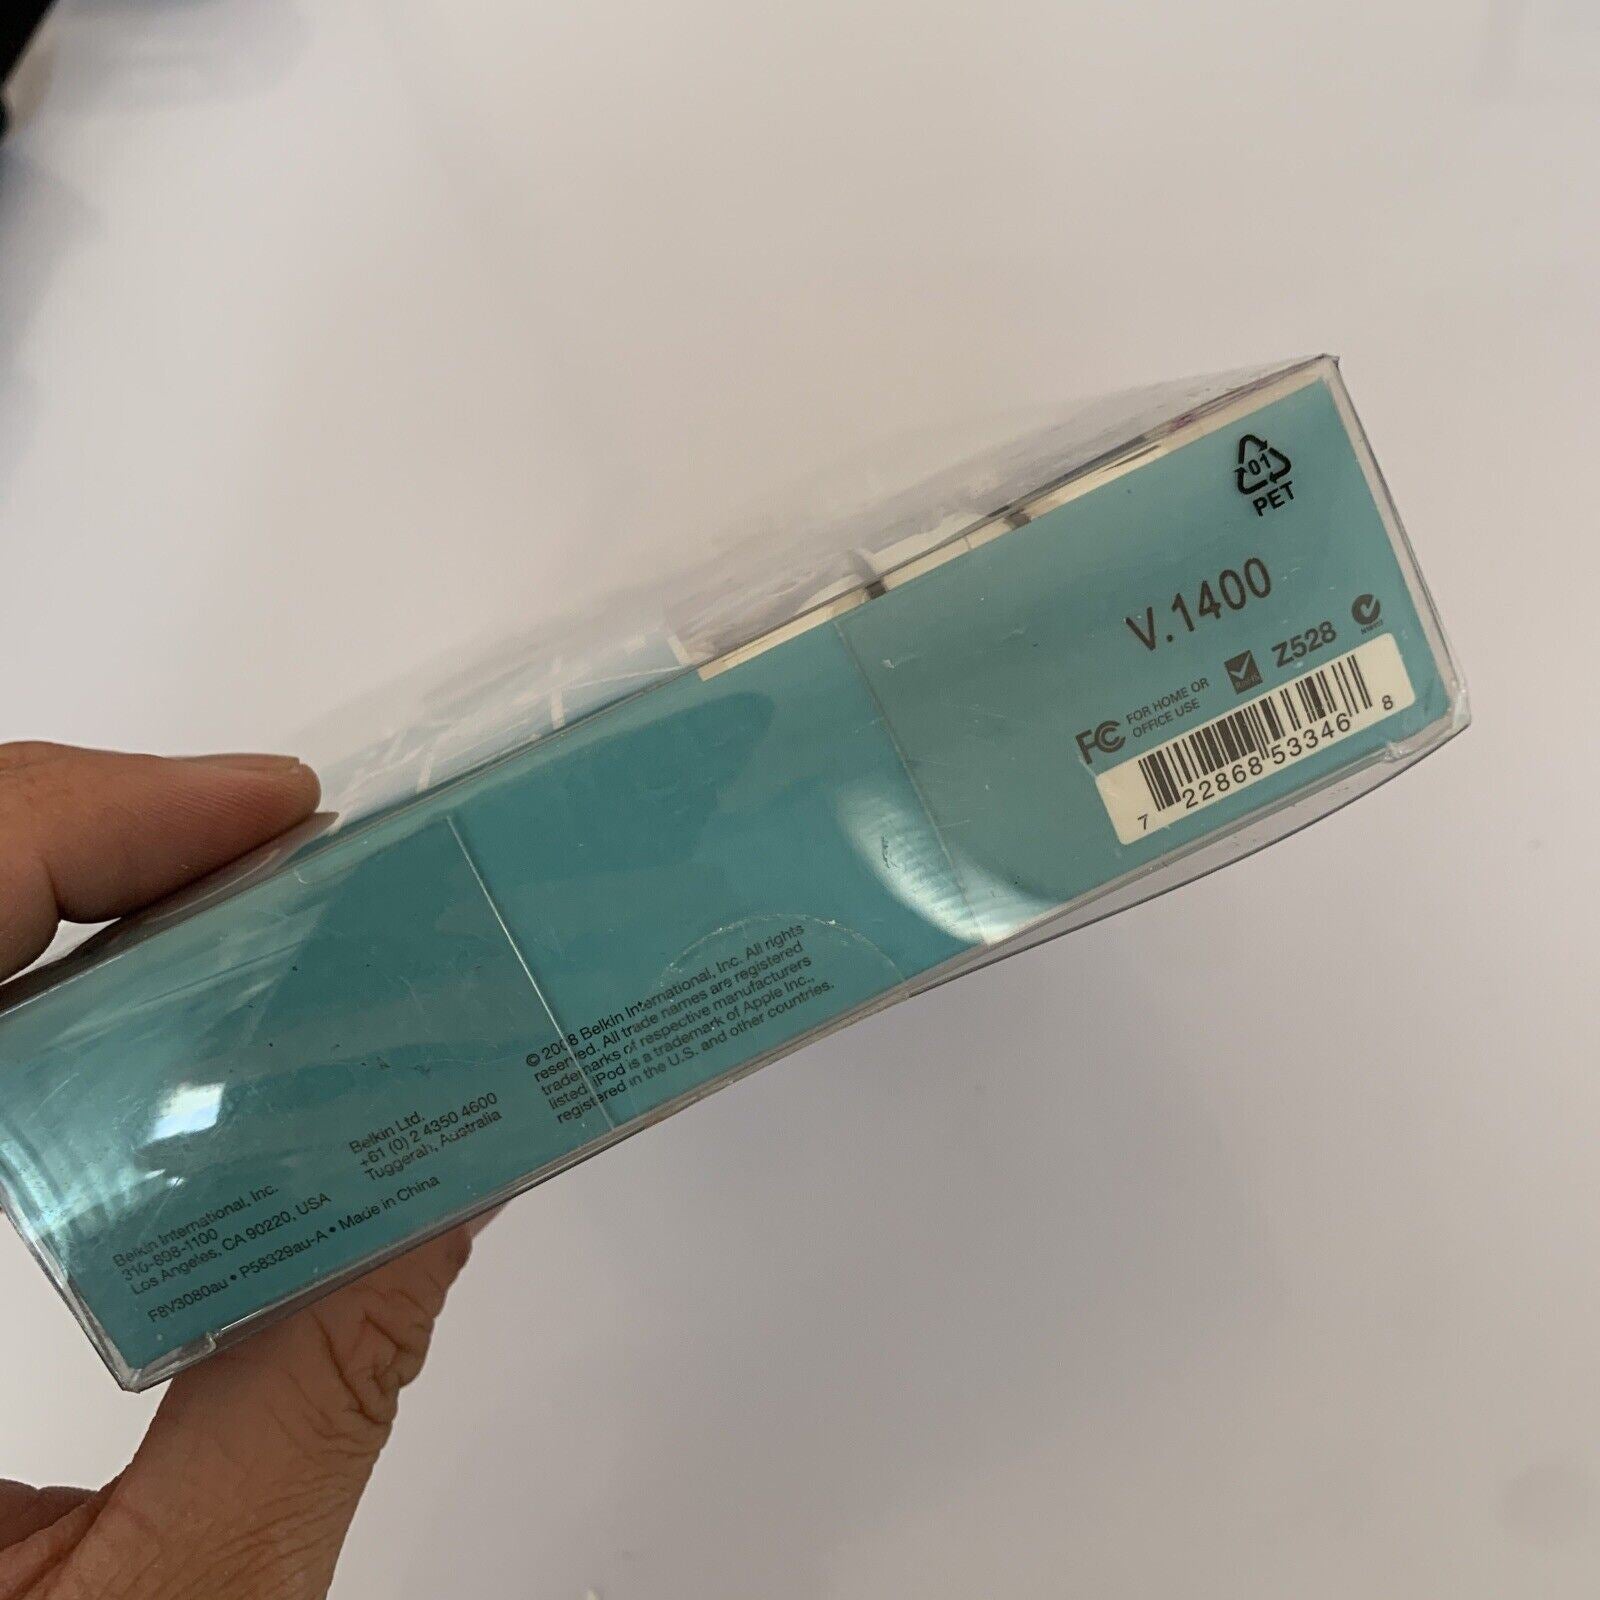 01
PET
V.1400
FC FOR HOME OR
OFFICE USE
RoHS
Z528
7 22868 53346 8
© 2008 Belkin International, Inc. All rights
reserved. All trade names are registered
trademarks of respective manufacturers
listed. iPod is a trademark of Apple Inc.,
registered in the U.S. and other countries.
Belkin Ltd.
+61 (0) 2 4350 4600
Tuggerah, Australia
Belkin International, Inc.
310-898-1100
Los Angeles, CA 90220, USA
F8V3080au • P58329au-A • Made in China